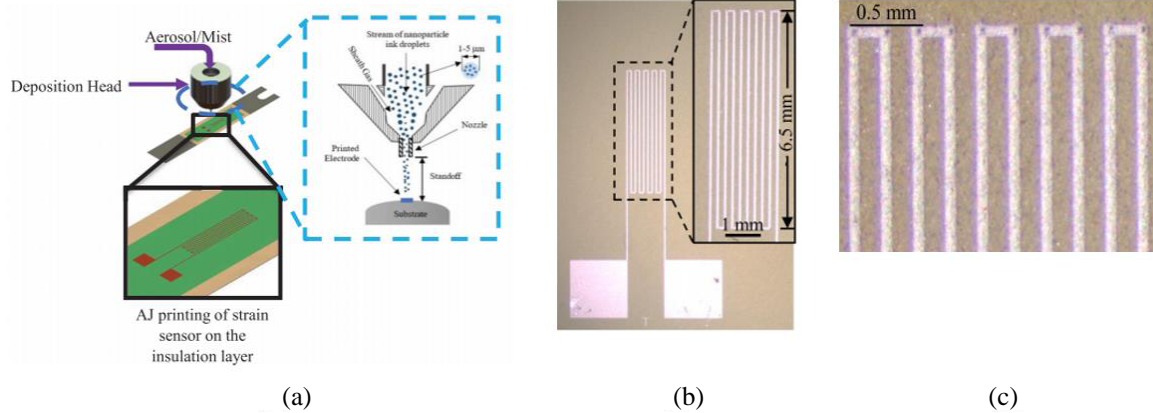 Aerosol/Mist
Deposition Head
Stream of nanoparticle
ink droplets
1-5 μm
Sheath Gas
Nozzle
Printed
Electrode
Standoff
Substrate
AJ printing of strain
sensor on the
insulation layer
(a)
6.5 mm
1 mm
(b)
0.5 mm
(c)